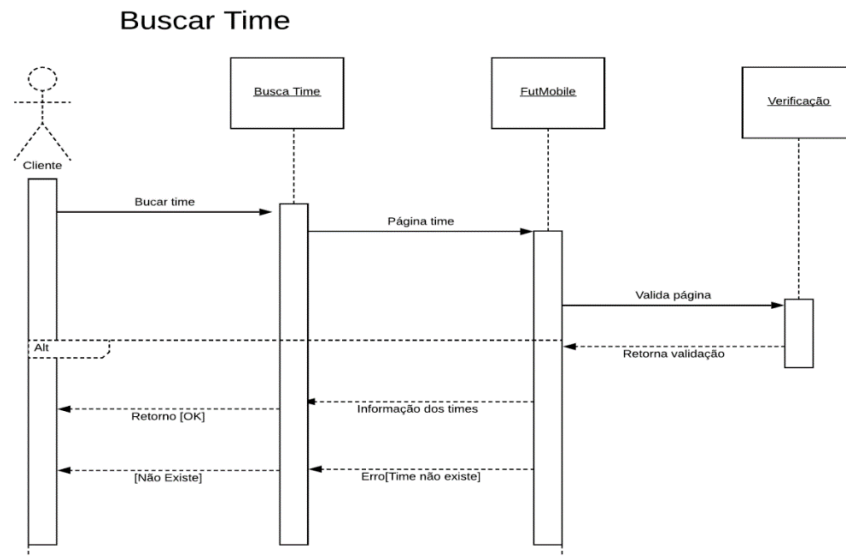 Buscar Time
Busca Time
FutMobile
Verificação
Cliente
Bucar time
Página time
Valida página
Alt
Retorna validação
Informação dos times
Retorno [OK]
Erro[Time não existe]
[Não Existe]